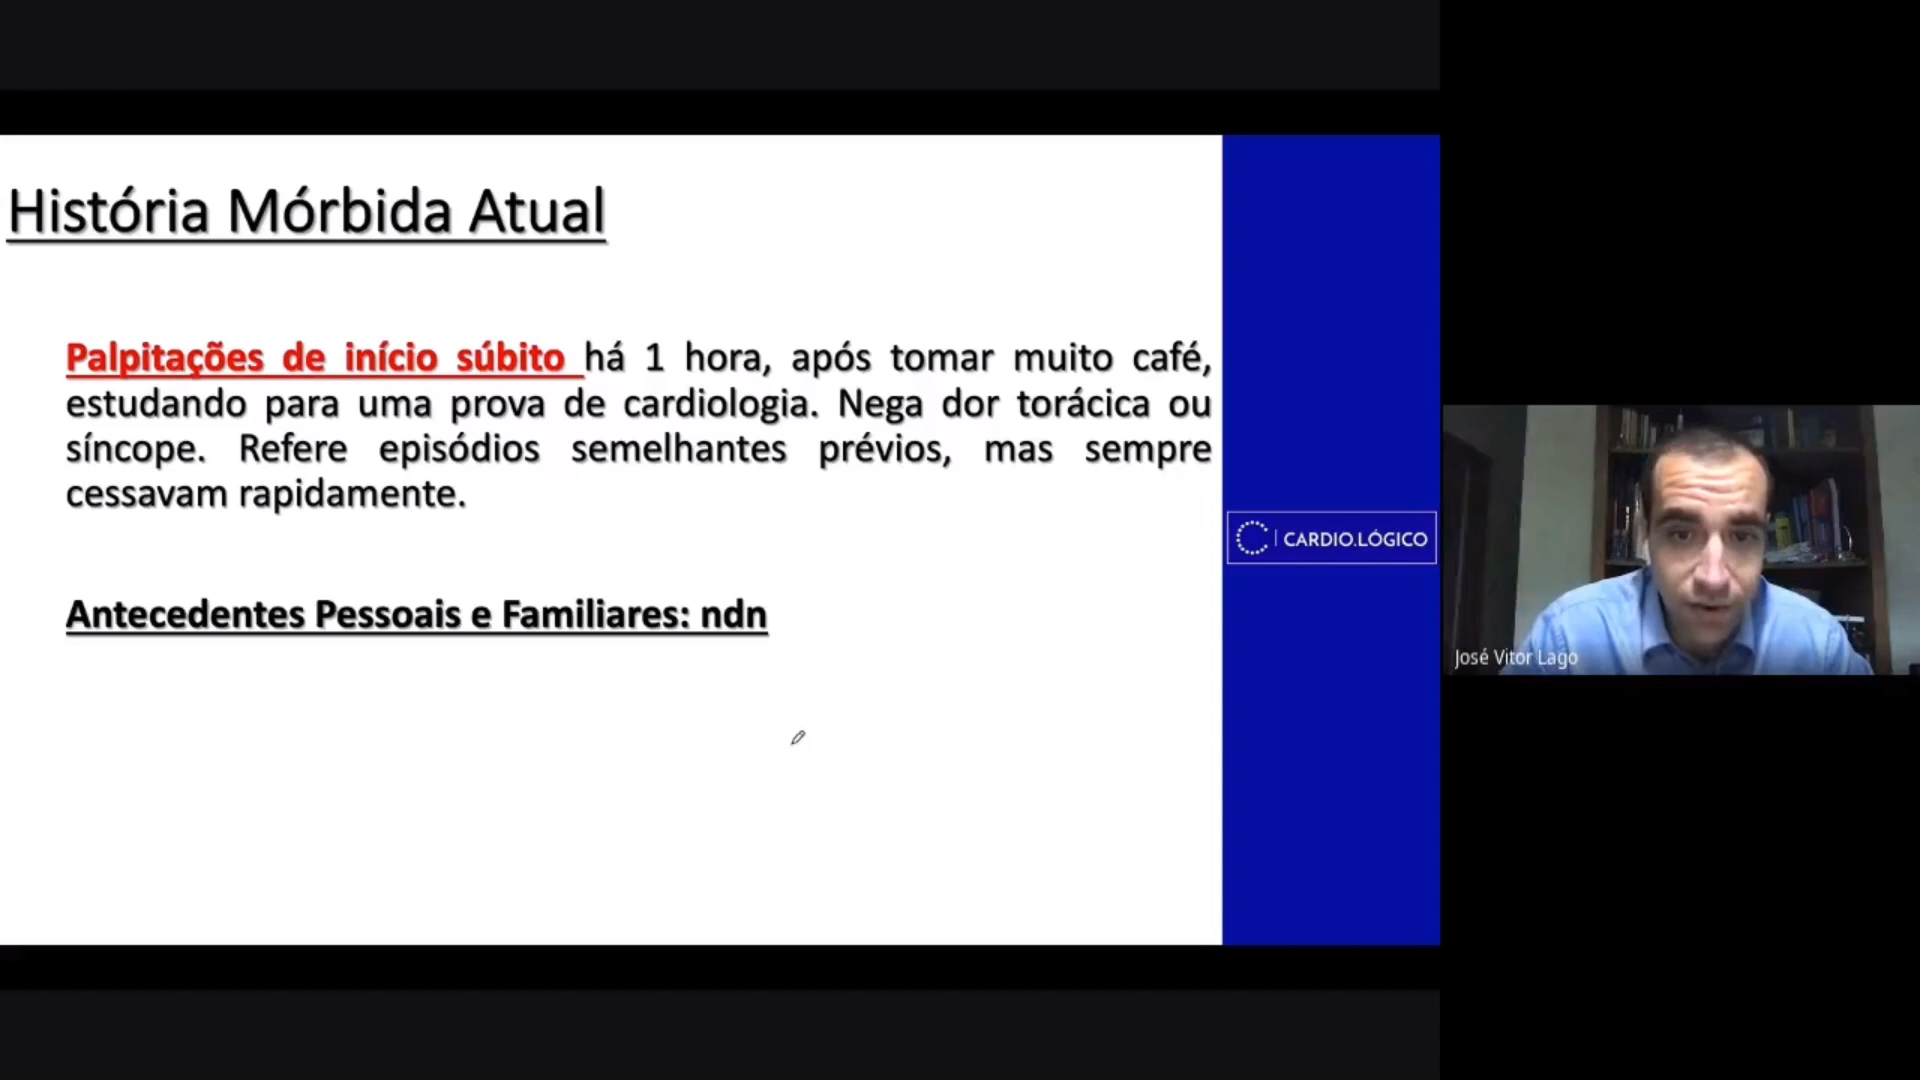 História Mórbida Atual
Palpitações de início súbito há 1 hora, após tomar muito café,
estudando para uma prova de cardiologia. Nega dor torácica ou
síncope. Refere episódios semelhantes prévios, mas sempre
cessavam rapidamente.
Antecedentes Pessoais e Familiares: ndn
CARDIO.LÓGICO
José Vitor Lago